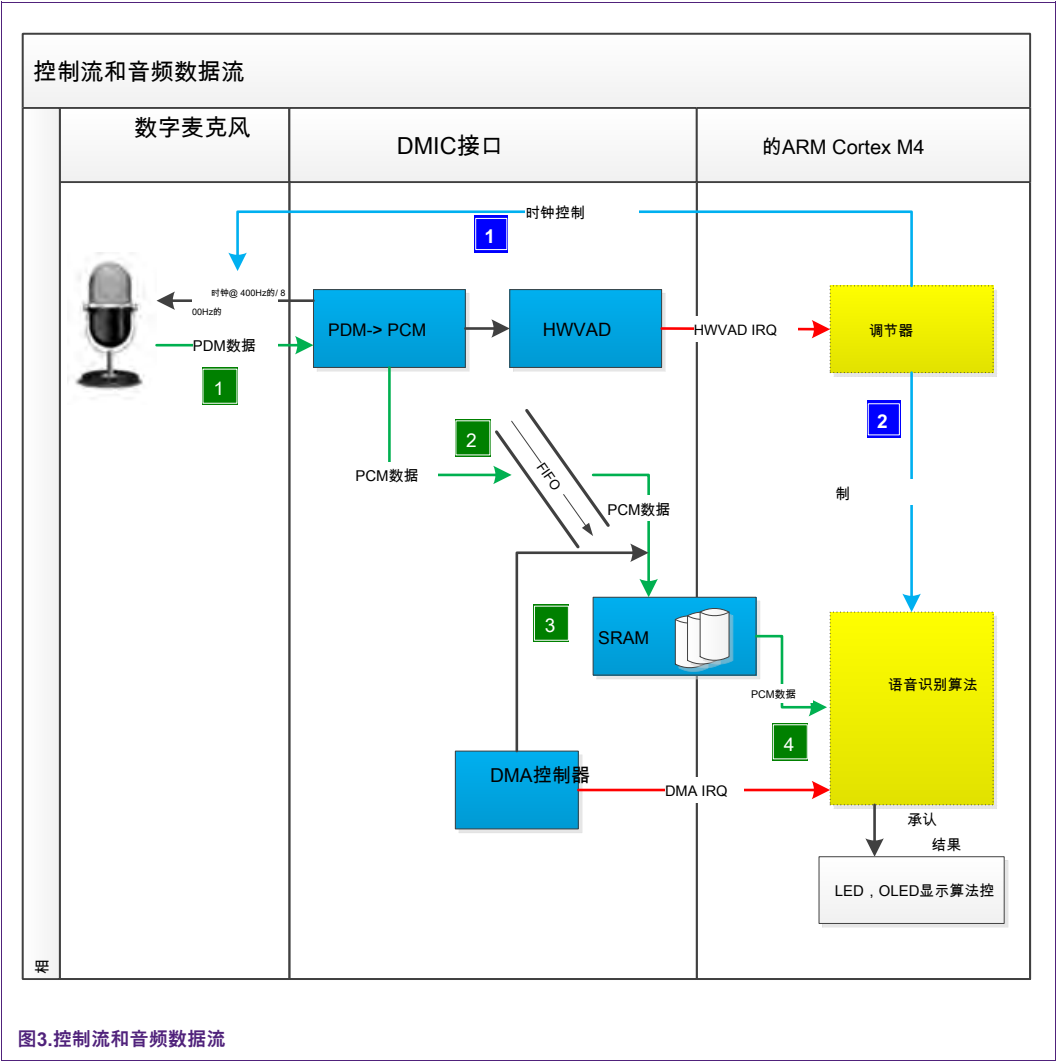 控制流和音频数据流
数字麦克风
DMIC接口
的ARM Cortex M4
时钟控制
1
时钟@ 400Hz的/ 8
00Hz的
PDM-> PCM
HWVAD
HWVAD IRQ
调节器
PDM数据
1
2
2
PCM数据
FIFO
制
PCM数据
3
SRAM
语音识别算法
PCM数据
4
DMA控制器
DMA IRQ
承认
结果
LED，OLED显示算法控
相
图3.控制流和音频数据流